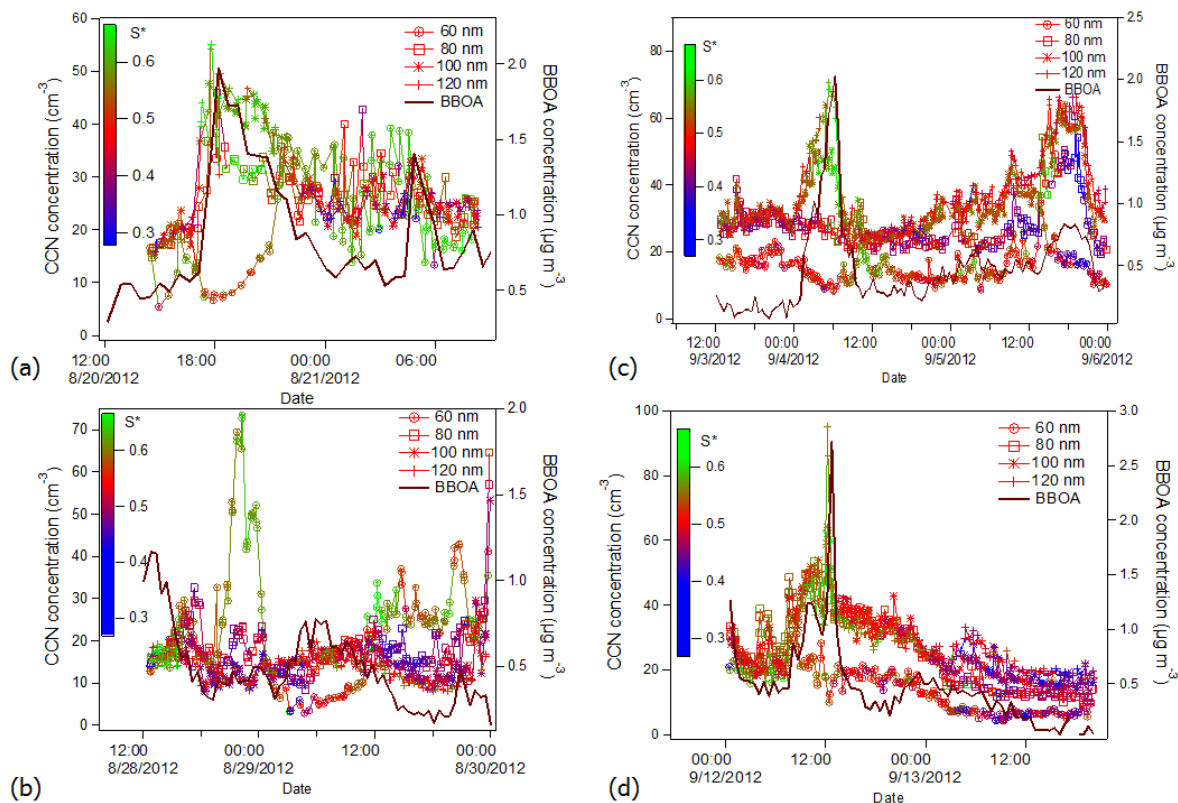 60
50
40
30
20
10
0
CCN concentration (cm-3)
S*
0.6
0.5
0.4
0.3
60 nm
80 nm
100 nm
120 nm
BBOA
2.0
1.5
1.0
0.5
BBOA concentration (µg m-3)
12:00
8/20/2012
18:00
00:00
8/21/2012
06:00
Date
(a)
80
60
40
20
0
CCN concentration (cm-3)
S*
0.6
0.5
0.4
0.3
60 nm
80 nm
100 nm
120 nm
BBOA
2.5
2.0
1.5
1.0
0.5
BBOA concentration (µg m-3)
12:00
9/3/2012
00:00
9/4/2012
12:00
00:00
9/5/2012
12:00
00:00
9/6/2012
Date
(c)
70
60
50
40
30
20
10
0
CCN concentration (cm-3)
S*
0.6
0.5
0.4
0.3
60 nm
80 nm
100 nm
120 nm
BBOA
2.0
1.5
1.0
0.5
BBOA concentration (µg m-3)
12:00
8/28/2012
00:00
8/29/2012
12:00
00:00
8/30/2012
Date
(b)
100
80
60
40
20
0
CCN concentration (cm-3)
S*
0.6
0.5
0.4
0.3
60 nm
80 nm
100 nm
120 nm
BBOA
3.0
2.5
2.0
1.5
1.0
0.5
BBOA concentration (µg m-3)
00:00
9/12/2012
12:00
00:00
9/13/2012
12:00
Date
(d)